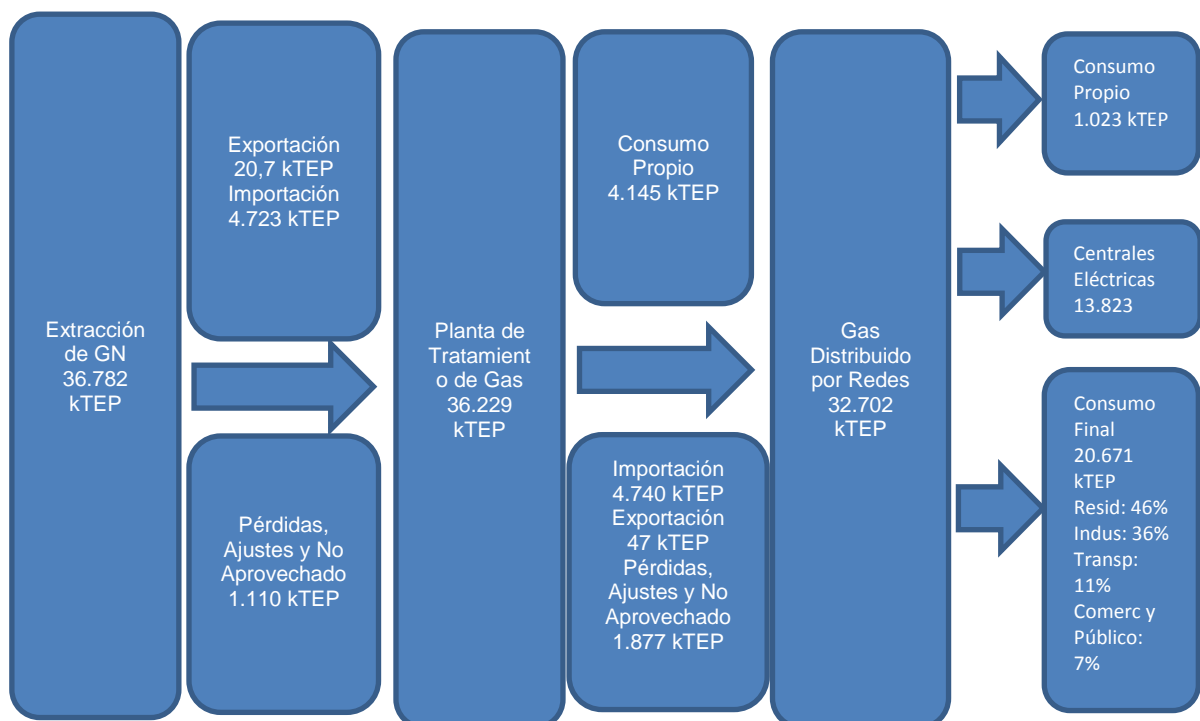 Extracción
de GN
36.782
kTEP
Exportación
20,7 kTEP
Importación
4.723 kTEP
Pérdidas,
Ajustes y No
Aprovechado
1.110 kTEP
Planta de
Tratamient
o de Gas
36.229
kTEP
Consumo
Propio
4.145 kTEP
Importación
4.740 kTEP
Exportación
47 kTEP
Pérdidas,
Ajustes y No
Aprovechado
1.877 kTEP
Gas
Distribuido
por Redes
32.702
kTEP
Consumo
Propio
1.023 kTEP
Centrales
Eléctricas
13.823
Consumo
Final
20.671
kTEP
Resid: 46%
Indus: 36%
Transp:
11%
Comerc y
Público:
7%